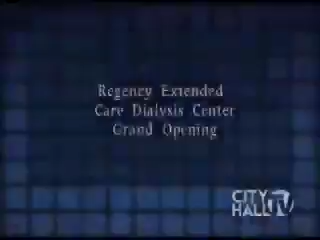 Regency Extended
Care Dialysis Center
Grand Opening
CITY
HALL TV